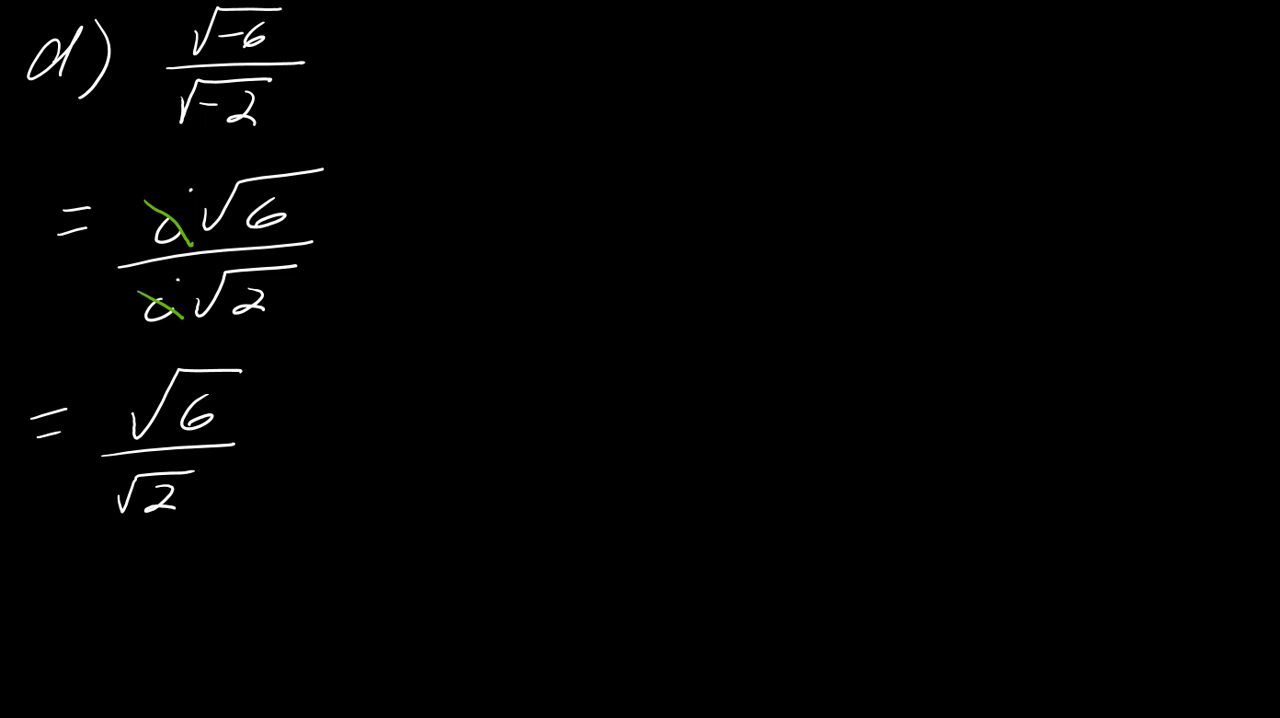 d) √-6 / √-2
= i√6 / i√2
= √6 / √2